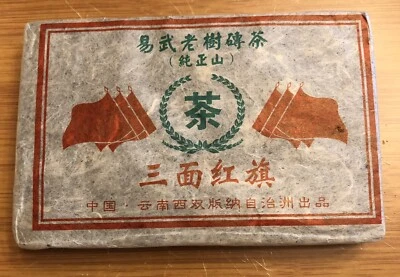 易武老樹磚茶
(純正山)
茶
三面红旗
中国·云南西双版纳自治洲出品